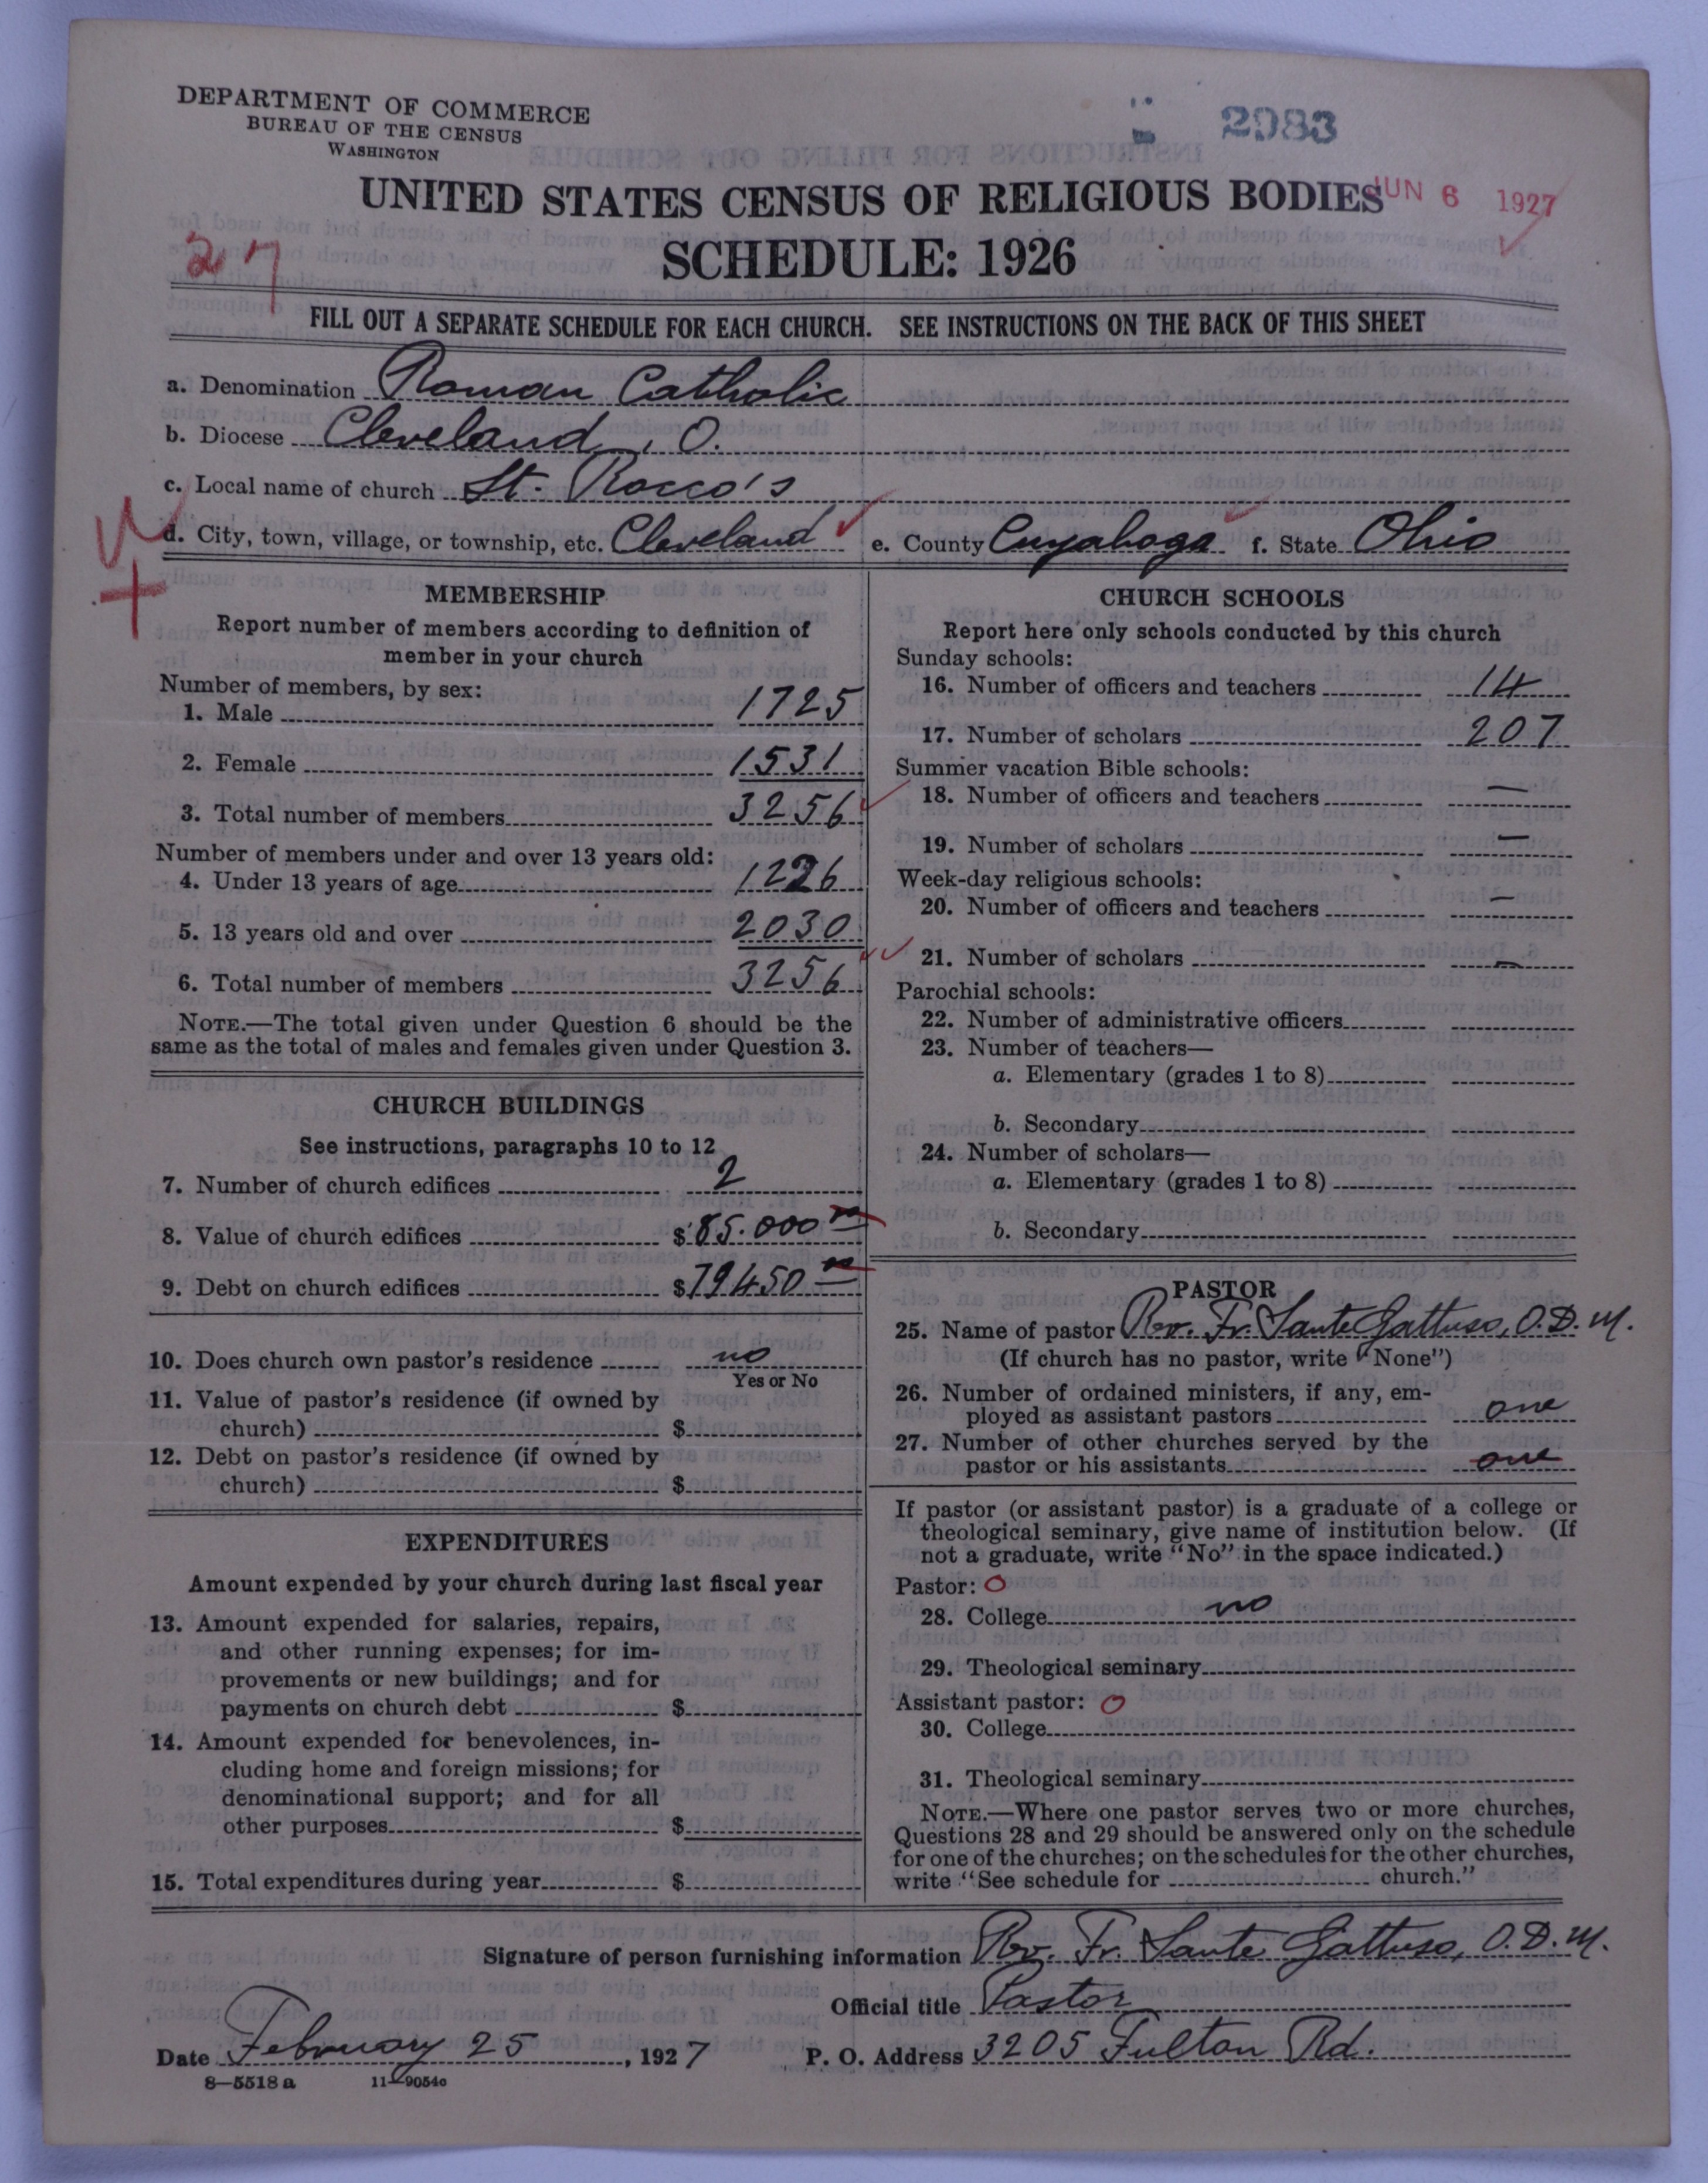 DEPARTMENT OF COMMERCE
BUREAU OF THE CENSUS
WASHINGTON
2983
UNITED STATES CENSUS OF RELIGIOUS BODIES
JUN 6 1927
27
SCHEDULE: 1926
FILL OUT A SEPARATE SCHEDULE FOR EACH CHURCH. SEE INSTRUCTIONS ON THE BACK OF THIS SHEET
a. Denomination Roman Catholic
b. Diocese Cleveland, O.
c. Local name of church St. Rocco's
d. City, town, village, or township, etc. Cleveland e. County Cuyahoga f. State Ohio
MEMBERSHIP
Report number of members according to definition of
member in your church
Number of members, by sex:
1. Male 1725
2. Female 1531
3. Total number of members 3256
Number of members under and over 13 years old:
4. Under 13 years of age 1226
5. 13 years old and over 2030
6. Total number of members 3256
NOTE.—The total given under Question 6 should be the
same as the total of males and females given under Question 3.
CHURCH BUILDINGS
See instructions, paragraphs 10 to 12
7. Number of church edifices 2
8. Value of church edifices $85.000
9. Debt on church edifices $79450
10. Does church own pastor's residence no
Yes or No
11. Value of pastor's residence (if owned by
church) $
12. Debt on pastor's residence (if owned by
church) $
EXPENDITURES
Amount expended by your church during last fiscal year
13. Amount expended for salaries, repairs,
and other running expenses; for im-
provements or new buildings; and for
payments on church debt $
14. Amount expended for benevolences, in-
cluding home and foreign missions; for
denominational support; and for all
other purposes $
15. Total expenditures during year $
CHURCH SCHOOLS
Report here only schools conducted by this church
Sunday schools:
16. Number of officers and teachers 14
17. Number of scholars 207
Summer vacation Bible schools:
18. Number of officers and teachers —
19. Number of scholars —
Week-day religious schools:
20. Number of officers and teachers —
21. Number of scholars —
Parochial schools:
22. Number of administrative officers
23. Number of teachers—
a. Elementary (grades 1 to 8)
b. Secondary
24. Number of scholars—
a. Elementary (grades 1 to 8)
b. Secondary
PASTOR
25. Name of pastor Rev. Fr. Sante Gattuso, O.D.M.
(If church has no pastor, write "None")
26. Number of ordained ministers, if any, em-
ployed as assistant pastors one
27. Number of other churches served by the
pastor or his assistants one
If pastor (or assistant pastor) is a graduate of a college or
theological seminary, give name of institution below. (If
not a graduate, write "No" in the space indicated.)
Pastor: O
28. College no
29. Theological seminary
Assistant pastor: O
30. College
31. Theological seminary
NOTE.—Where one pastor serves two or more churches,
Questions 28 and 29 should be answered only on the schedule
for one of the churches; on the schedules for the other churches,
write "See schedule for church."
Signature of person furnishing information Rev. Fr. Sante Gattuso, O.D.M.
Official title Pastor
Date February 25, 1927 P. O. Address 3205 Fulton Rd.
8—5518 a 11—9054c